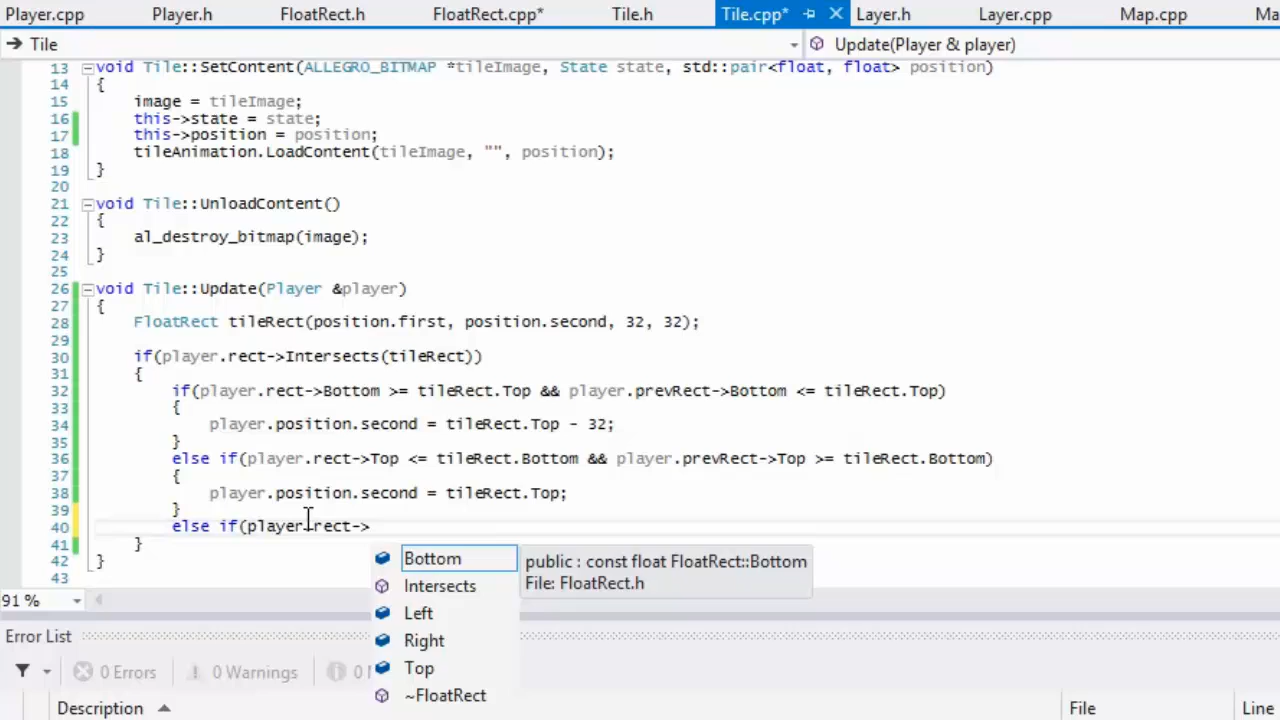 Player.cpp Player.h FloatRect.h FloatRect.cpp* Tile.h Tile.cpp* Layer.h Layer.cpp Map.cpp Ma
Tile Update(Player & player)
13 void Tile::SetContent(ALLEGRO_BITMAP *tileImage, State state, std::pair<float, float> position)
14 {
15 image = tileImage;
16 this->state = state;
17 this->position = position;
18 tileAnimation.LoadContent(tileImage, "", position);
19 }
20
21 void Tile::UnloadContent()
22 {
23 al_destroy_bitmap(image);
24 }
25
26 void Tile::Update(Player &player)
27 {
28 FloatRect tileRect(position.first, position.second, 32, 32);
29
30 if(player.rect->Intersects(tileRect))
31 {
32 if(player.rect->Bottom >= tileRect.Top && player.prevRect->Bottom <= tileRect.Top)
33 {
34 player.position.second = tileRect.Top - 32;
35 }
36 else if(player.rect->Top <= tileRect.Bottom && player.prevRect->Top >= tileRect.Bottom)
37 {
38 player.position.second = tileRect.Top;
39 }
40 else if(player.rect->
41 }
42 }
43
Bottom
Intersects
Left
Right
Top
~FloatRect
public : const float FloatRect::Bottom
File: FloatRect.h
91 %
Error List
0 Errors 0 Warnings 0
Description File Line